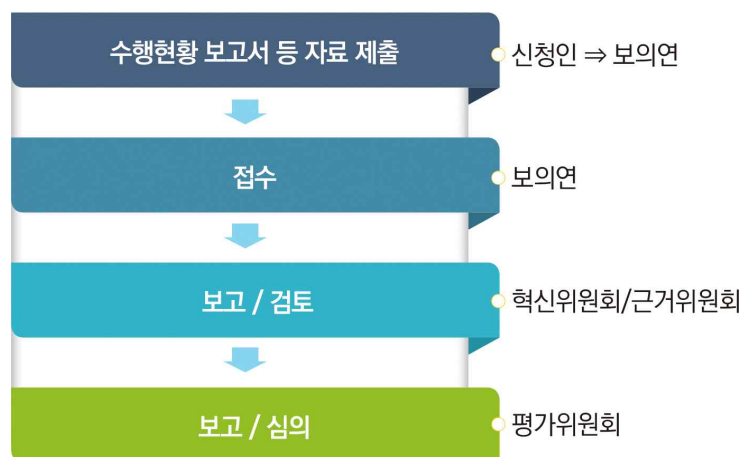 수행현황 보고서 등 자료 제출
신청인 ⇒ 보의연
접수
보의연
보고 / 검토
혁신위원회/근거위원회
보고 / 심의
평가위원회